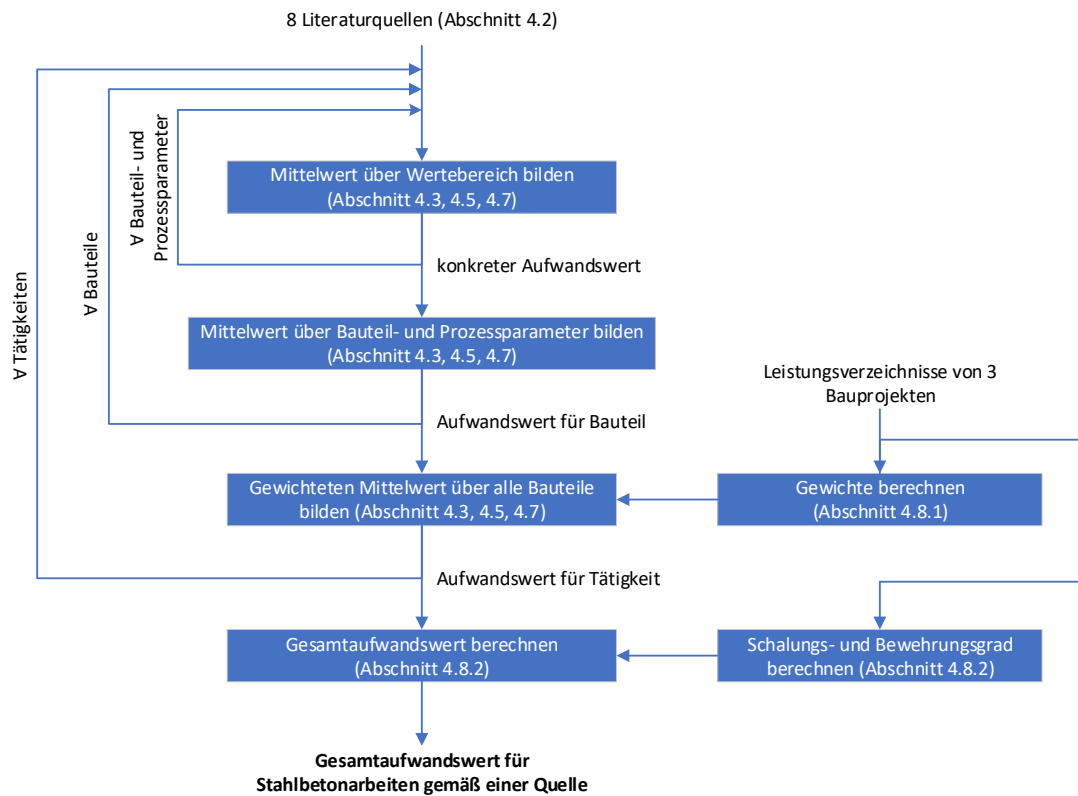 8 Literaturquellen (Abschnitt 4.2)
∀ Tätigkeiten
∀ Bauteile
∀ Bauteil- und
Prozessparameter
Mittelwert über Wertebereich bilden
(Abschnitt 4.3, 4.5, 4.7)
konkreter Aufwandswert
Mittelwert über Bauteil- und Prozessparameter bilden
(Abschnitt 4.3, 4.5, 4.7)
Aufwandswert für Bauteil
Leistungsverzeichnisse von 3
Bauprojekten
Gewichteten Mittelwert über alle Bauteile
bilden (Abschnitt 4.3, 4.5, 4.7)
Gewichte berechnen
(Abschnitt 4.8.1)
Aufwandswert für Tätigkeit
Gesamtaufwandswert berechnen
(Abschnitt 4.8.2)
Schalungs- und Bewehrungsgrad
berechnen (Abschnitt 4.8.2)
Gesamtaufwandswert für
Stahlbetonarbeiten gemäß einer Quelle